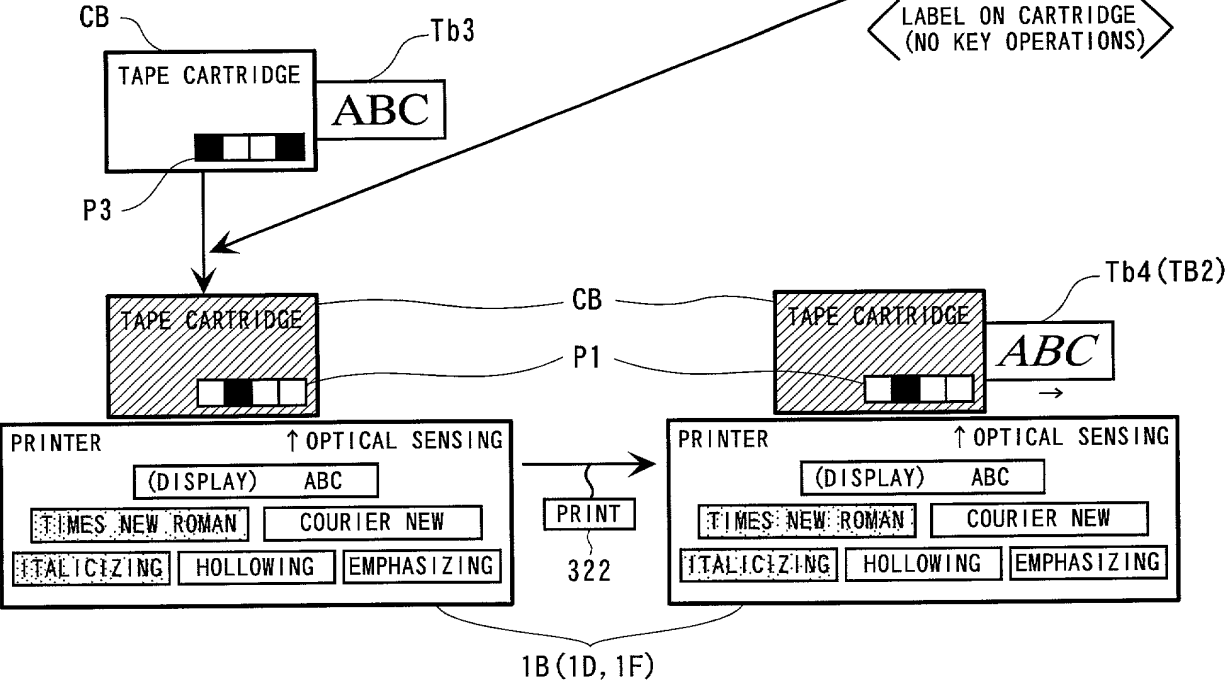 CB
LABEL ON CARTRIDGE
(NO KEY OPERATIONS)
Tb3
TAPE CARTRIDGE
ABC
P3
Tb4(TB2)
CB
TAPE CARTRIDGE
TAPE CARTRIDGE
P1
ABC
→
PRINTER ↑OPTICAL SENSING
(DISPLAY) ABC
TIMES NEW ROMAN COURIER NEW
ITALICIZING HOLLOWING EMPHASIZING
PRINT
322
PRINTER ↑OPTICAL SENSING
(DISPLAY) ABC
TIMES NEW ROMAN COURIER NEW
ITALICIZING HOLLOWING EMPHASIZING
1B(1D,1F)